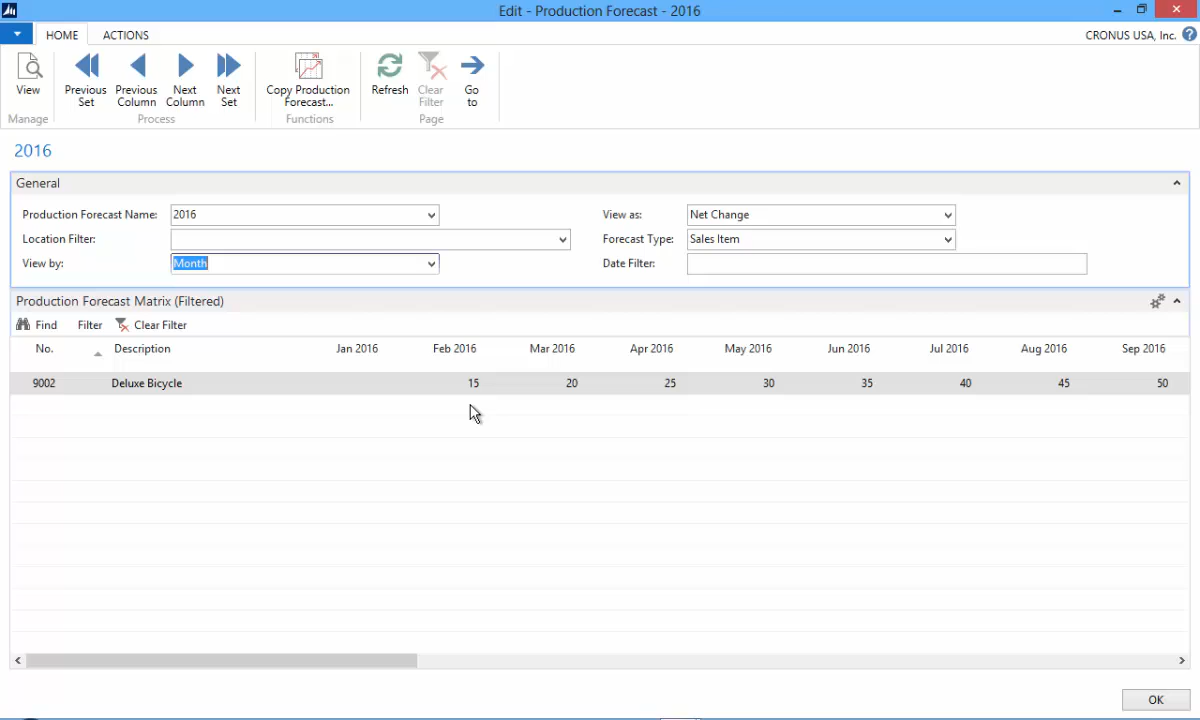 Edit - Production Forecast - 2016
HOME ACTIONS CRONUS USA, Inc.
View
Previous Set
Previous Column
Next Column
Next Set
Copy Production Forecast...
Refresh
Clear Filter
Go to
Manage Process Functions Page
2016
General
Production Forecast Name: 2016 View as: Net Change
Location Filter: Forecast Type: Sales Item
View by: Month Date Filter:
Production Forecast Matrix (Filtered)
Find Filter Clear Filter
No. Description Jan 2016 Feb 2016 Mar 2016 Apr 2016 May 2016 Jun 2016 Jul 2016 Aug 2016 Sep 2016
9002 Deluxe Bicycle 15 20 25 30 35 40 45 50
OK